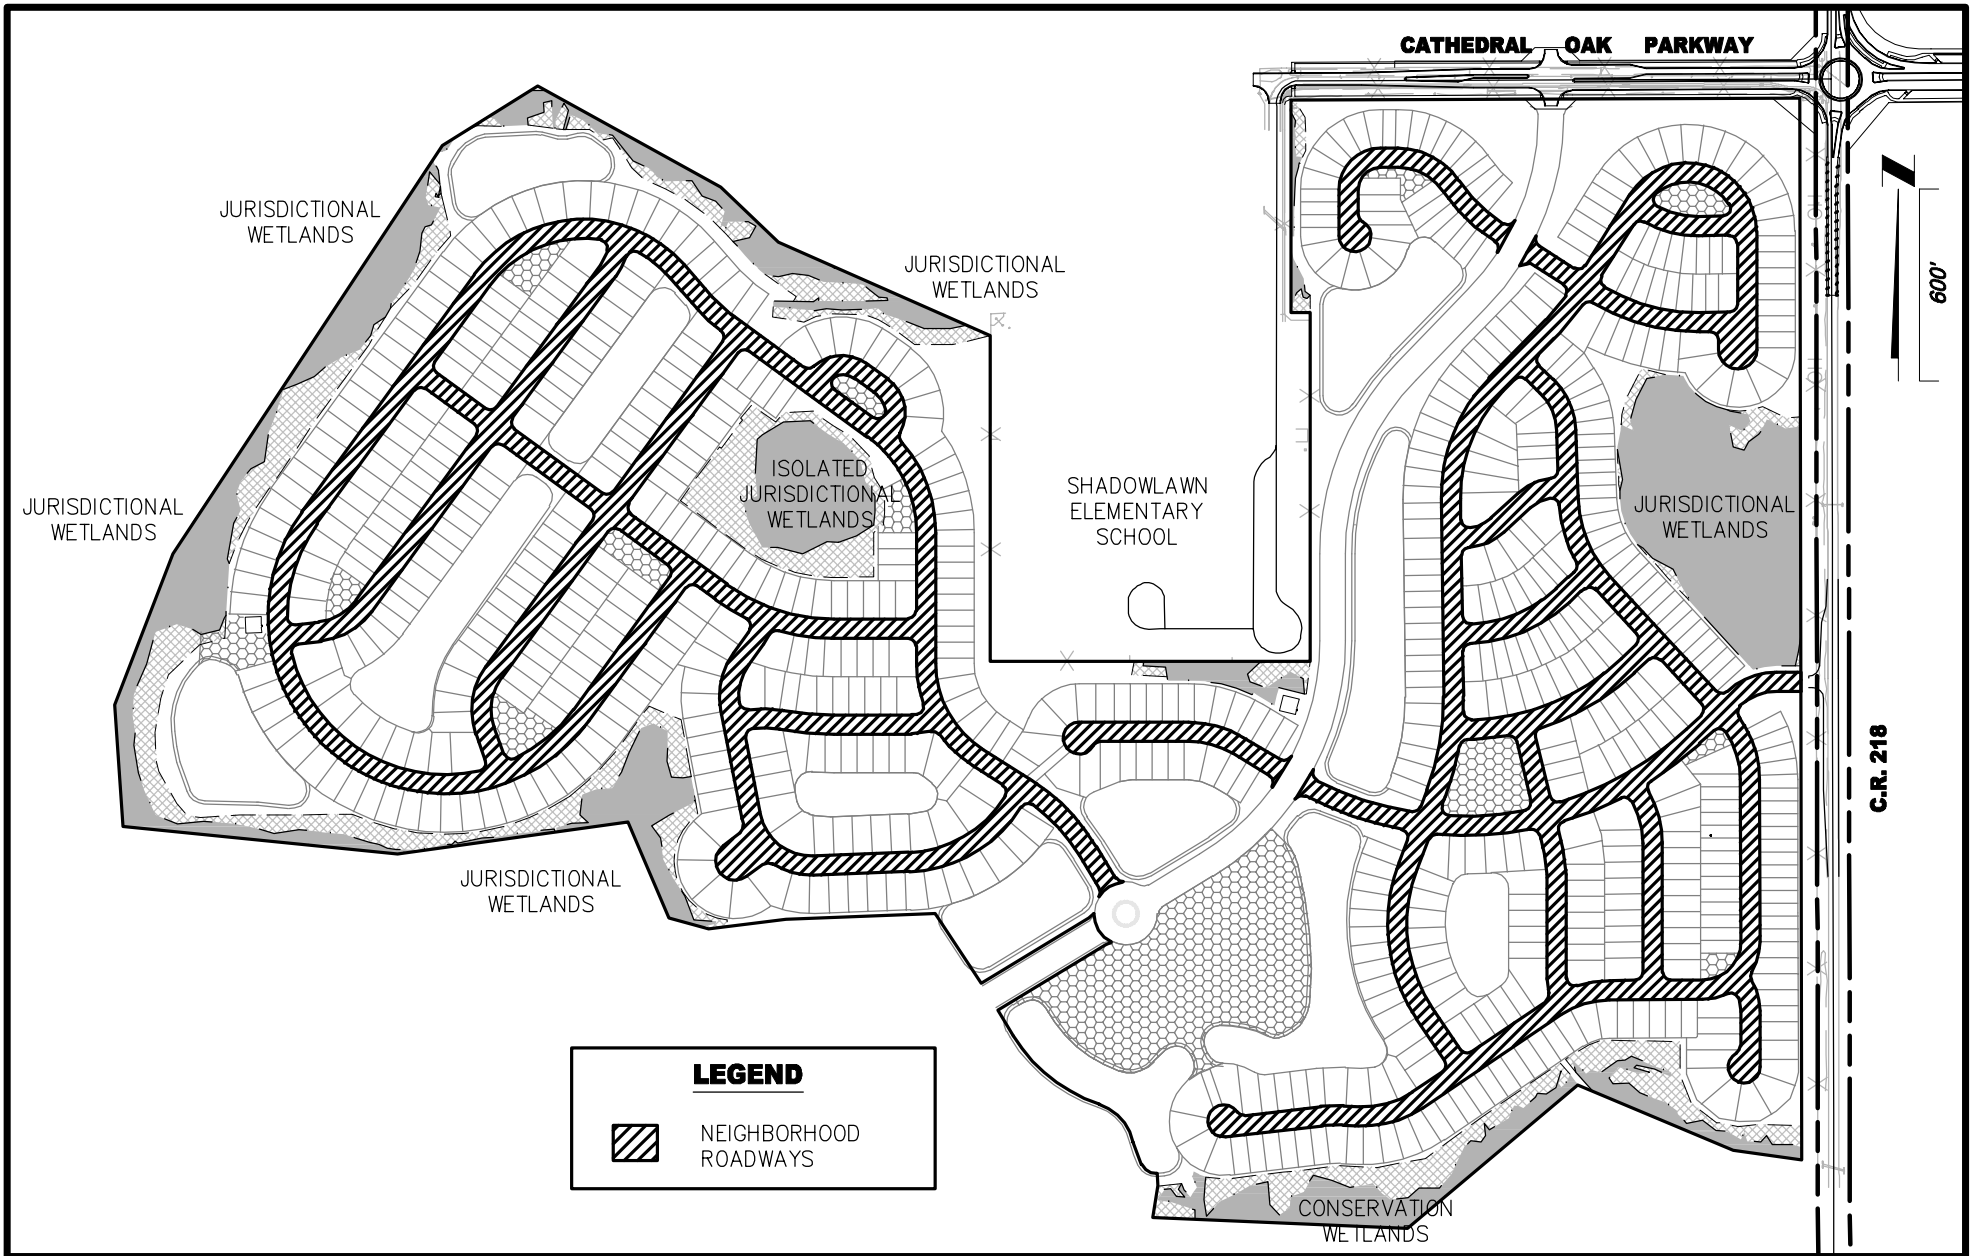 CATHEDRAL OAK PARKWAY
JURISDICTIONAL
WETLANDS
JURISDICTIONAL
WETLANDS
600'
ISOLATED
JURISDICTIONAL
WETLANDS
SHADOWLAWN
ELEMENTARY
SCHOOL
JURISDICTIONAL
WETLANDS
JURISDICTIONAL
WETLANDS
C.R. 218
JURISDICTIONAL
WETLANDS
LEGEND
NEIGHBORHOOD
ROADWAYS
CONSERVATION
WETLANDS